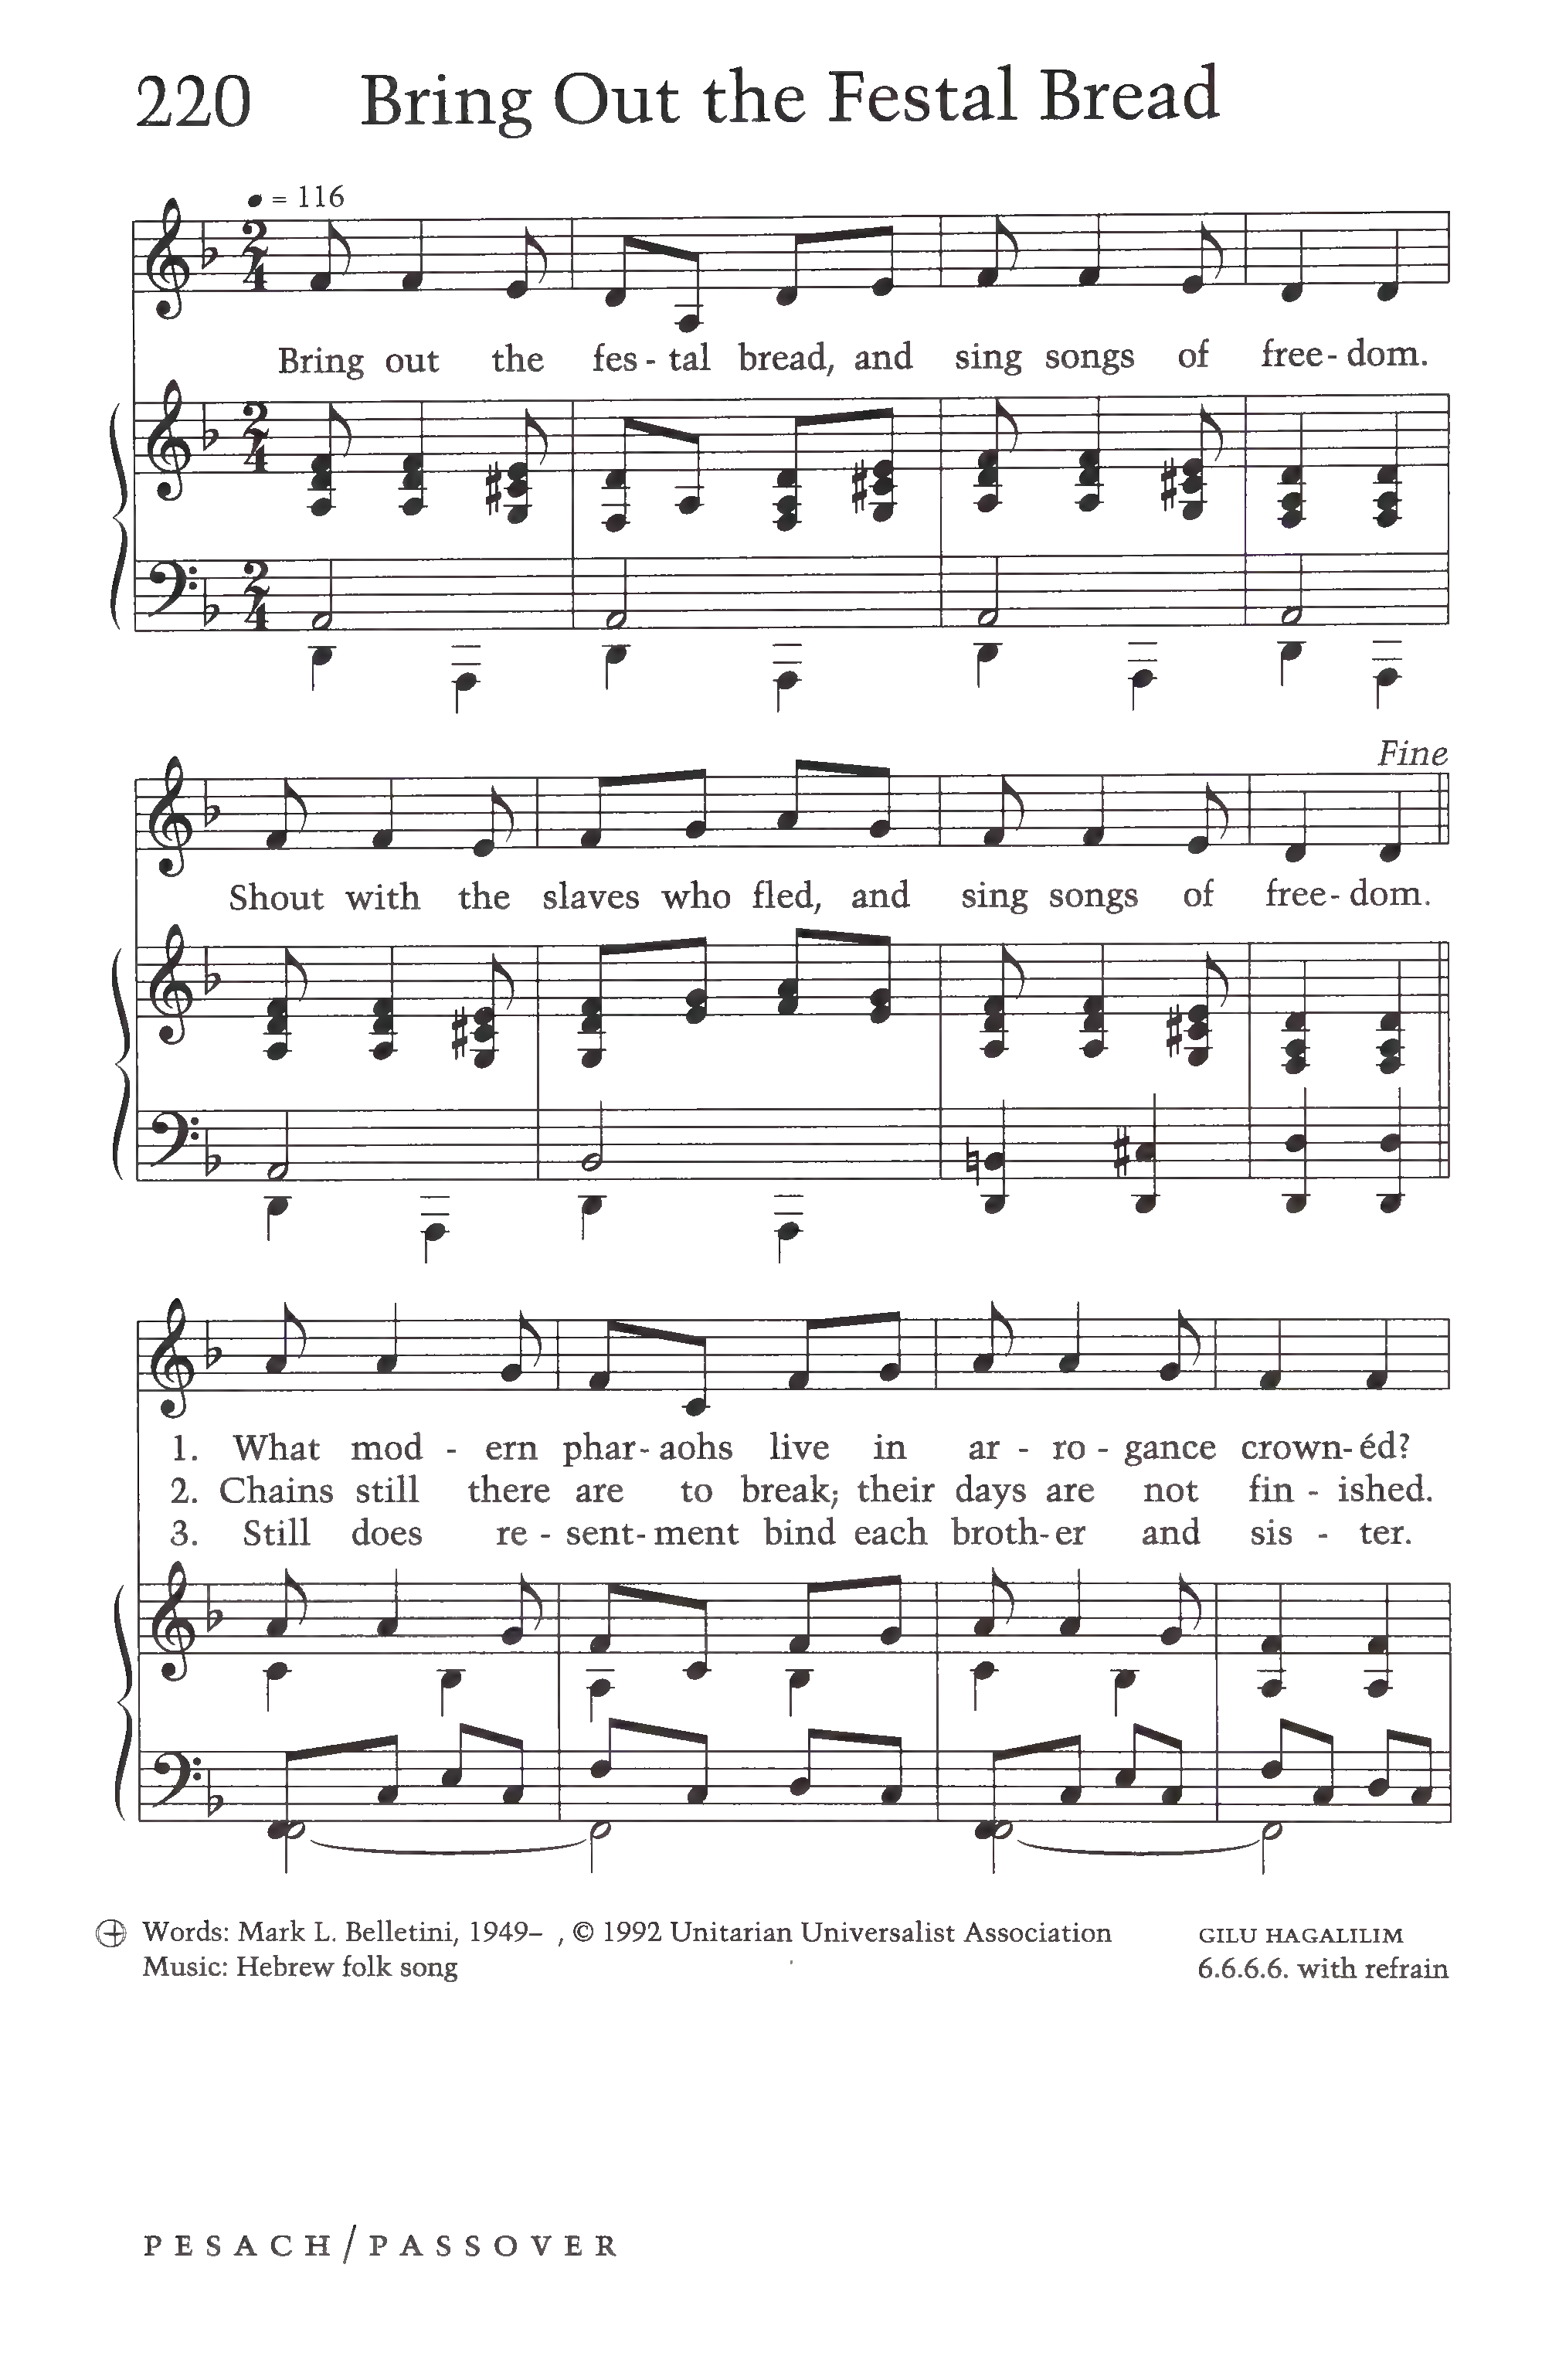 220 Bring Out the Festal Bread
= 116
Bring out the fes - tal bread, and sing songs of free - dom.
Fine
Shout with the slaves who fled, and sing songs of free - dom.
1. What mod - ern phar - aohs live in ar - ro - gance crown - éd?
2. Chains still there are to break; their days are not fin - ished.
3. Still does re - sent - ment bind each broth - er and sis - ter.
Words: Mark L. Belletini, 1949– , © 1992 Unitarian Universalist Association GILU HAGALILIM
Music: Hebrew folk song 6.6.6.6. with refrain
PESACH/PASSOVER